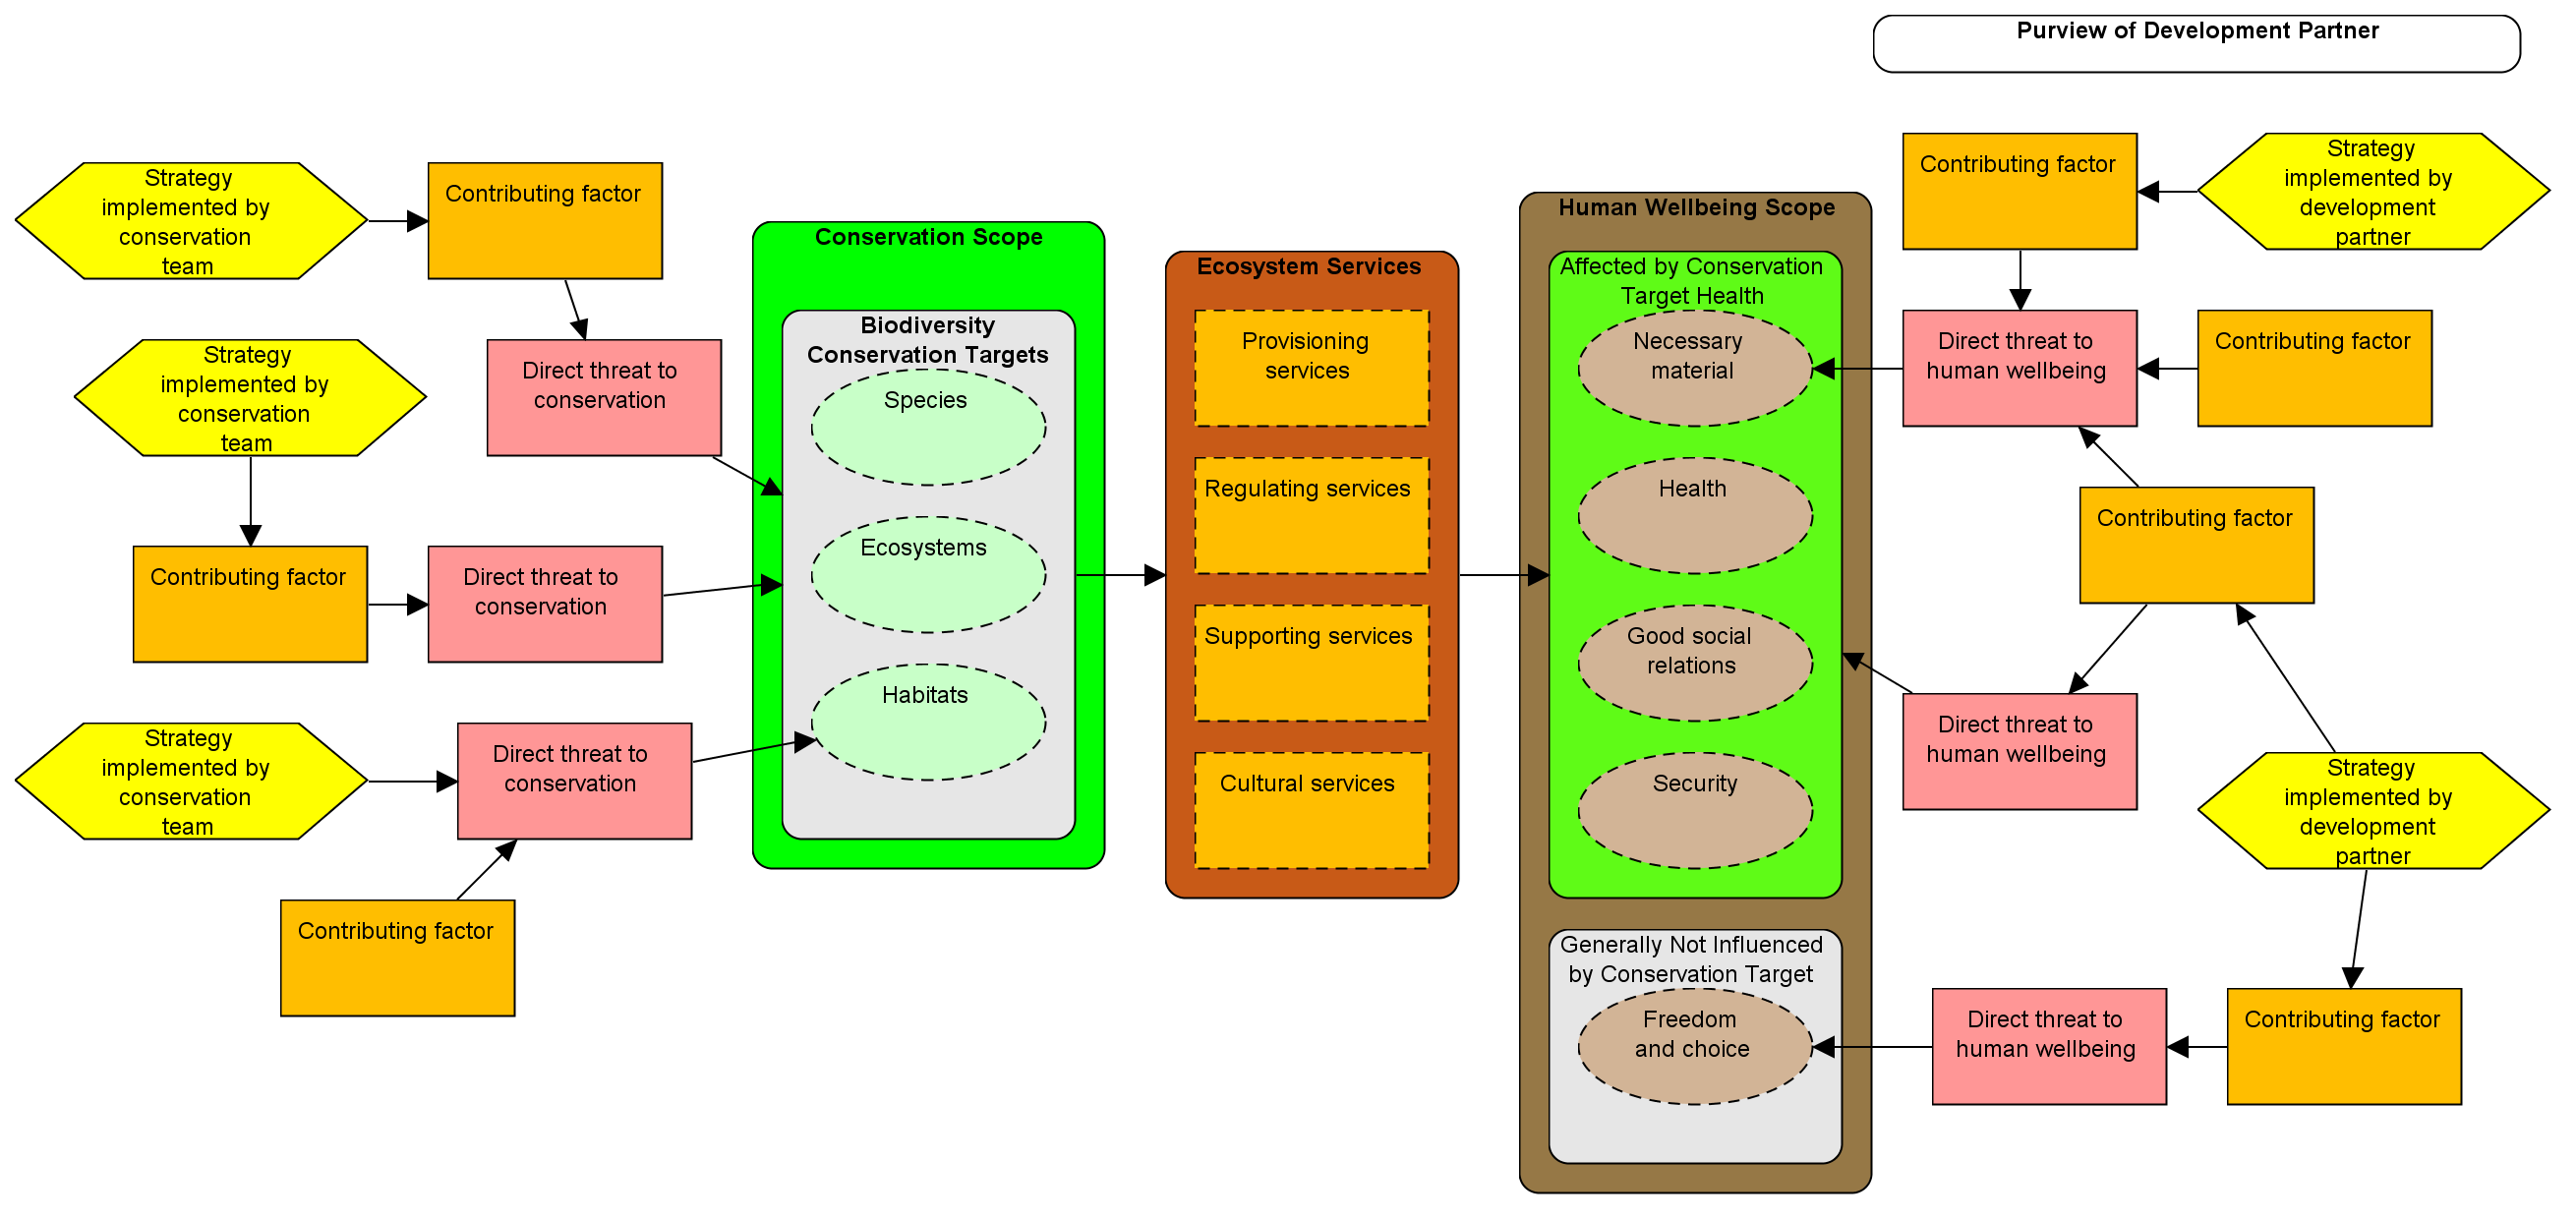 Purview of Development Partner
Strategy
implemented by
conservation
team
Contributing factor
Strategy
implemented by
conservation
team
Direct threat to
conservation
Contributing factor
Direct threat to
conservation
Strategy
implemented by
conservation
team
Direct threat to
conservation
Contributing factor
Conservation Scope
Biodiversity
Conservation Targets
Species
Ecosystems
Habitats
Ecosystem Services
Provisioning
services
Regulating services
Supporting services
Cultural services
Human Wellbeing Scope
Affected by Conservation
Target Health
Necessary
material
Health
Good social
relations
Security
Generally Not Influenced
by Conservation Target
Freedom
and choice
Contributing factor
Strategy
implemented by
development
partner
Direct threat to
human wellbeing
Contributing factor
Contributing factor
Direct threat to
human wellbeing
Strategy
implemented by
development
partner
Direct threat to
human wellbeing
Contributing factor